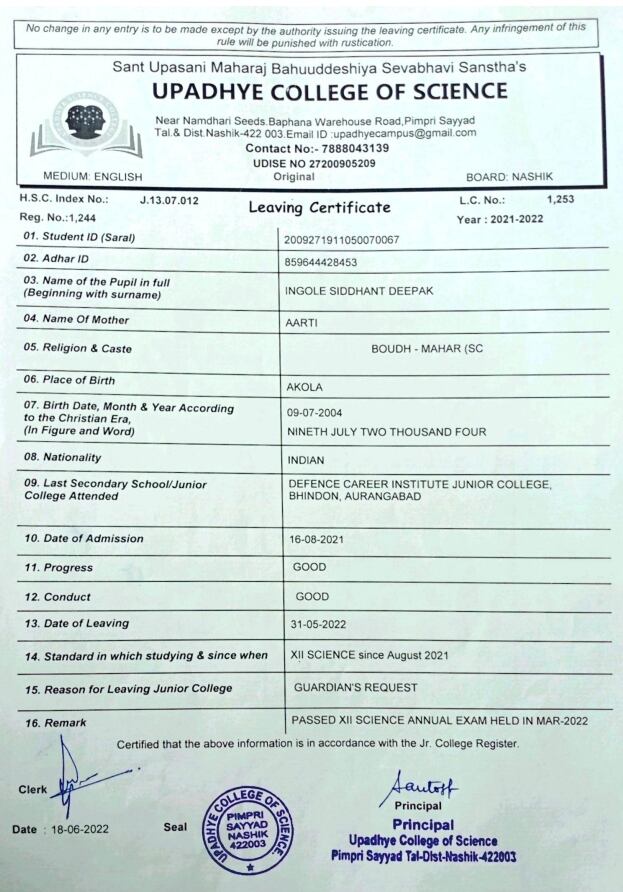 No change in any entry is to be made except by the authority issuing the leaving certificate. Any infringement of this
rule will be punished with rustication.
Sant Upasani Maharaj Bahuuddeshiya Sevabhavi Sanstha's
UPADHYE COLLEGE OF SCIENCE
Near Namdhari Seeds.Baphana Warehouse Road,Pimpri Sayyad
Tal.& Dist.Nashik-422 003.Email ID :upadhyecampus@gmail.com
Contact No:- 7888043139
UDISE NO 27200905209
MEDIUM: ENGLISH Original BOARD: NASHIK
H.S.C. Index No.: J.13.07.012 L.C. No.: 1,253
Reg. No.:1,244 Leaving Certificate Year : 2021-2022
01. Student ID (Saral) 2009271911050070067
02. Adhar ID 859644428453
03. Name of the Pupil in full
(Beginning with surname) INGOLE SIDDHANT DEEPAK
04. Name Of Mother AARTI
05. Religion & Caste BOUDH - MAHAR (SC
06. Place of Birth AKOLA
07. Birth Date, Month & Year According 09-07-2004
to the Christian Era,
(In Figure and Word) NINETH JULY TWO THOUSAND FOUR
08. Nationality INDIAN
09. Last Secondary School/Junior DEFENCE CAREER INSTITUTE JUNIOR COLLEGE,
College Attended BHINDON, AURANGABAD
10. Date of Admission 16-08-2021
11. Progress GOOD
12. Conduct GOOD
13. Date of Leaving 31-05-2022
14. Standard in which studying & since when XII SCIENCE since August 2021
15. Reason for Leaving Junior College GUARDIAN'S REQUEST
16. Remark PASSED XII SCIENCE ANNUAL EXAM HELD IN MAR-2022
Certified that the above information is in accordance with the Jr. College Register.
Clerk
Principal
Date : 18-06-2022 Seal
UPADHYE COLLEGE OF SCIENCE
PIMPRI
SAYYAD
NASHIK
422003
Principal
Upadhye College of Science
Pimpri Sayyad Tal-Dist-Nashik-422003